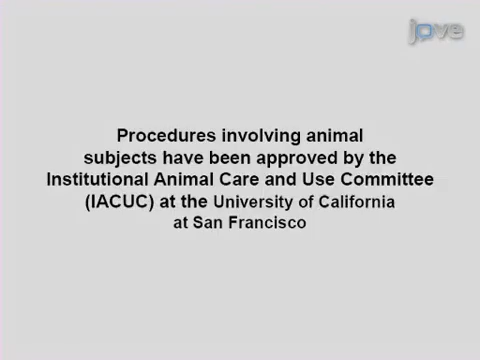 jove
Procedures involving animal
subjects have been approved by the
Institutional Animal Care and Use Committee
(IACUC) at the University of California
at San Francisco